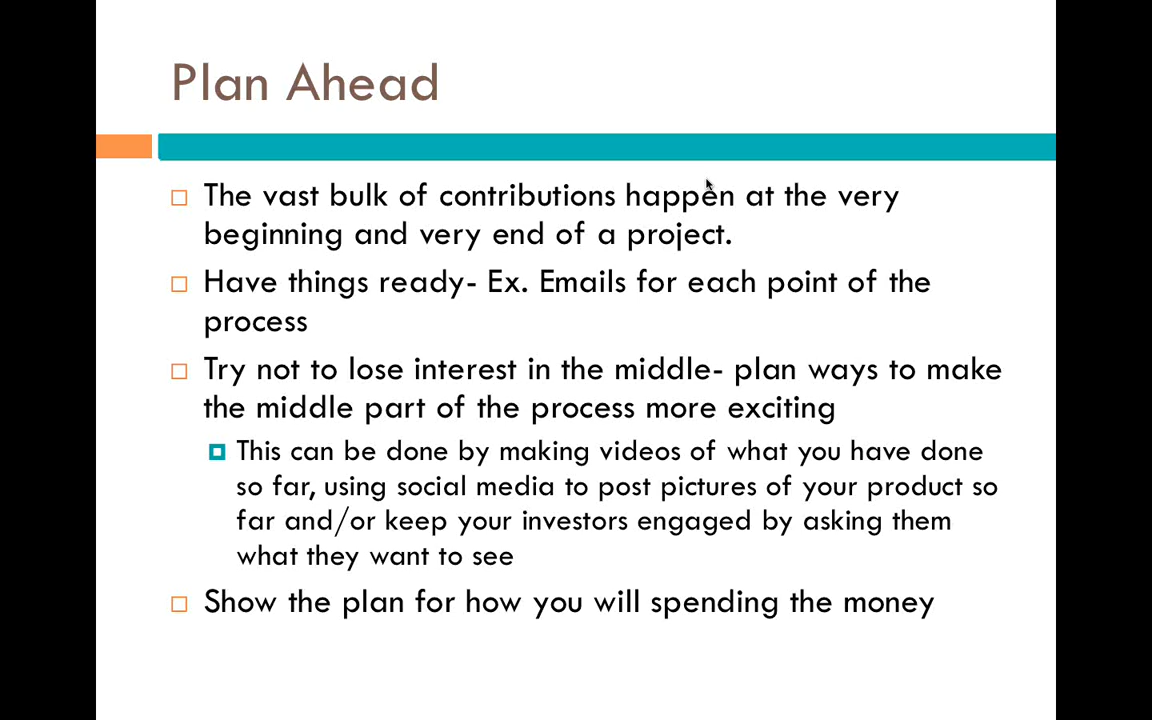 Plan Ahead
The vast bulk of contributions happen at the very
beginning and very end of a project.
Have things ready- Ex. Emails for each point of the
process
Try not to lose interest in the middle- plan ways to make
the middle part of the process more exciting
This can be done by making videos of what you have done
so far, using social media to post pictures of your product so
far and/or keep your investors engaged by asking them
what they want to see
Show the plan for how you will spending the money